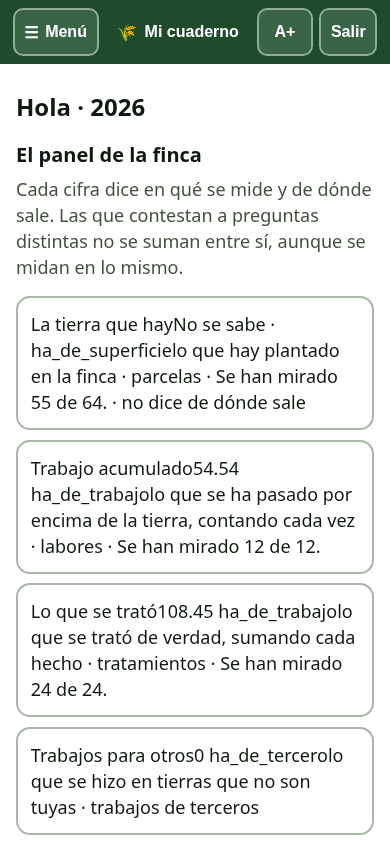 ☰ Menú
🌾 Mi cuaderno
A+
Salir
Hola · 2026
El panel de la finca
Cada cifra dice en qué se mide y de dónde
sale. Las que contestan a preguntas
distintas no se suman entre sí, aunque se
midan en lo mismo.
La tierra que hayNo se sabe ·
ha_de_superficielo que hay plantado
en la finca · parcelas · Se han mirado
55 de 64. · no dice de dónde sale
Trabajo acumulado54.54
ha_de_trabajolo que se ha pasado por
encima de la tierra, contando cada vez
· labores · Se han mirado 12 de 12.
Lo que se trató108.45 ha_de_trabajolo
que se trató de verdad, sumando cada
hecho · tratamientos · Se han mirado
24 de 24.
Trabajos para otros0 ha_de_tercerolo
que se hizo en tierras que no son
tuyas · trabajos de terceros